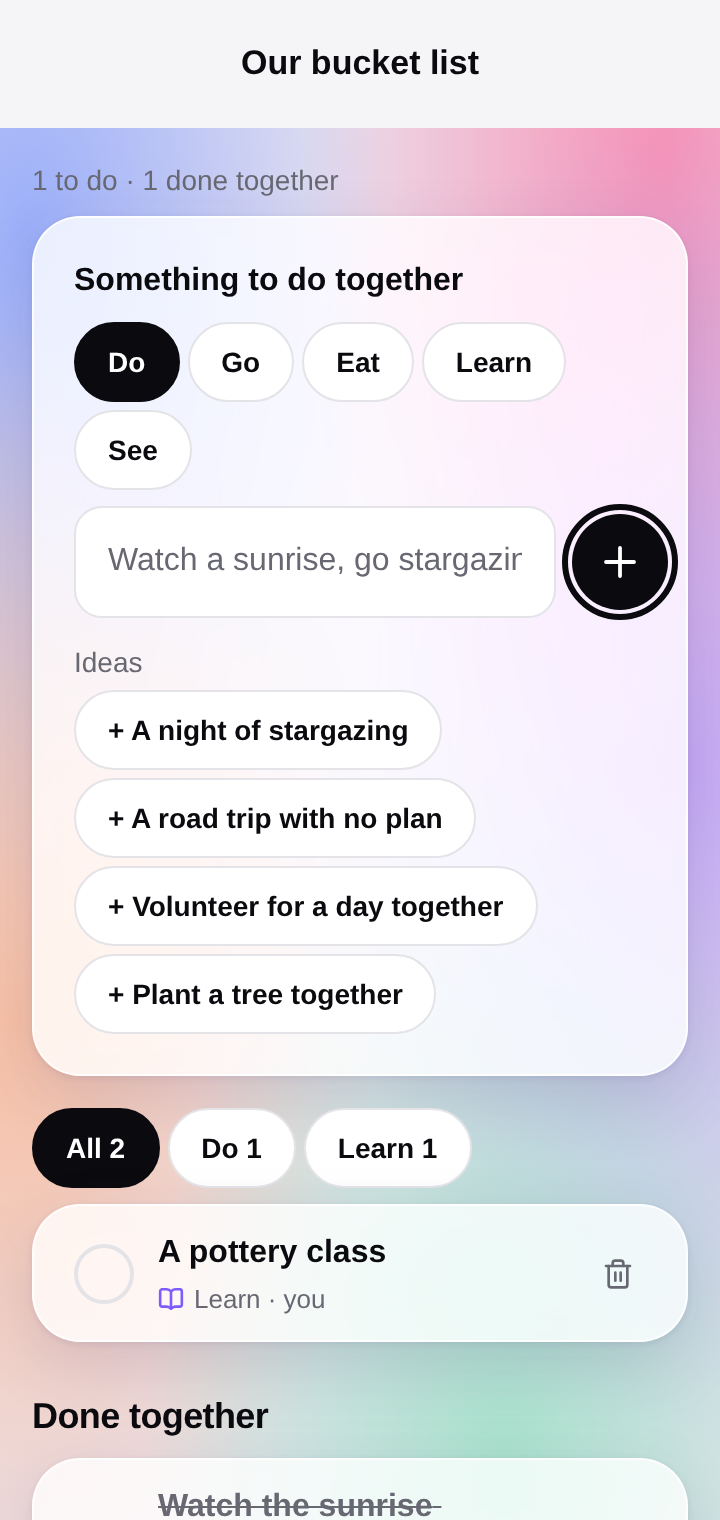 Our bucket list
1 to do · 1 done together
Something to do together
Do
Go
Eat
Learn
See
Watch a sunrise, go stargazin
Ideas
+ A night of stargazing
+ A road trip with no plan
+ Volunteer for a day together
+ Plant a tree together
All 2
Do 1
Learn 1
A pottery class
Learn · you
Done together
Watch the sunrise